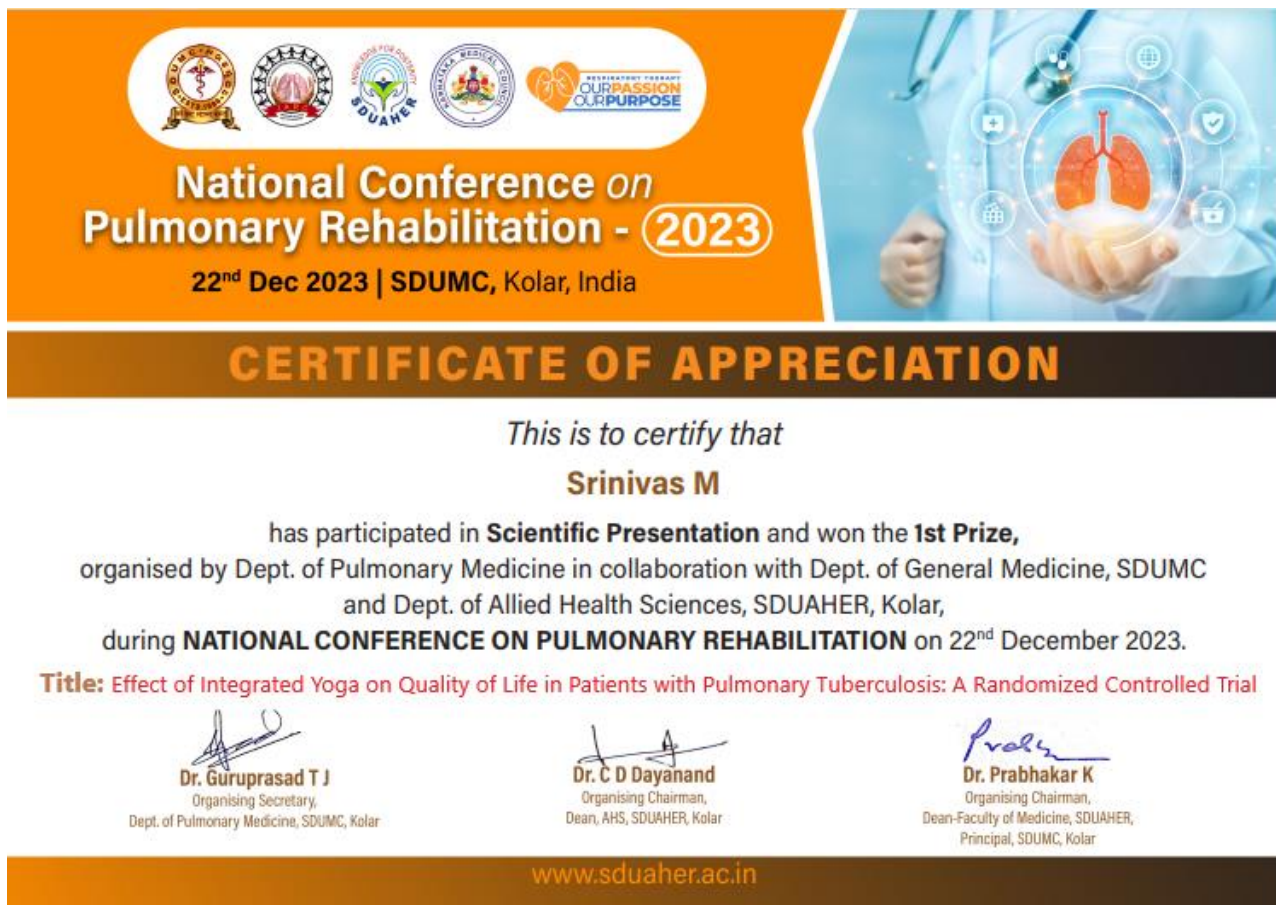 KNOWLEDGE FOR POSTERITY
SDUAHER
KARNATAKA MEDICAL COUNCIL
RESPIRATORY THERAPY
OUR PASSION
OUR PURPOSE
National Conference on
Pulmonary Rehabilitation - 2023
22nd Dec 2023 | SDUMC, Kolar, India
CERTIFICATE OF APPRECIATION
This is to certify that
Srinivas M
has participated in Scientific Presentation and won the 1st Prize,
organised by Dept. of Pulmonary Medicine in collaboration with Dept. of General Medicine, SDUMC
and Dept. of Allied Health Sciences, SDUAHER, Kolar,
during NATIONAL CONFERENCE ON PULMONARY REHABILITATION on 22nd December 2023.
Title: Effect of Integrated Yoga on Quality of Life in Patients with Pulmonary Tuberculosis: A Randomized Controlled Trial
Dr. Guruprasad T J
Organising Secretary,
Dept. of Pulmonary Medicine, SDUMC, Kolar
Dr. C D Dayanand
Organising Chairman,
Dean, AHS, SDUAHER, Kolar
Dr. Prabhakar K
Organising Chairman,
Dean-Faculty of Medicine, SDUAHER,
Principal, SDUMC, Kolar
www.sduaher.ac.in